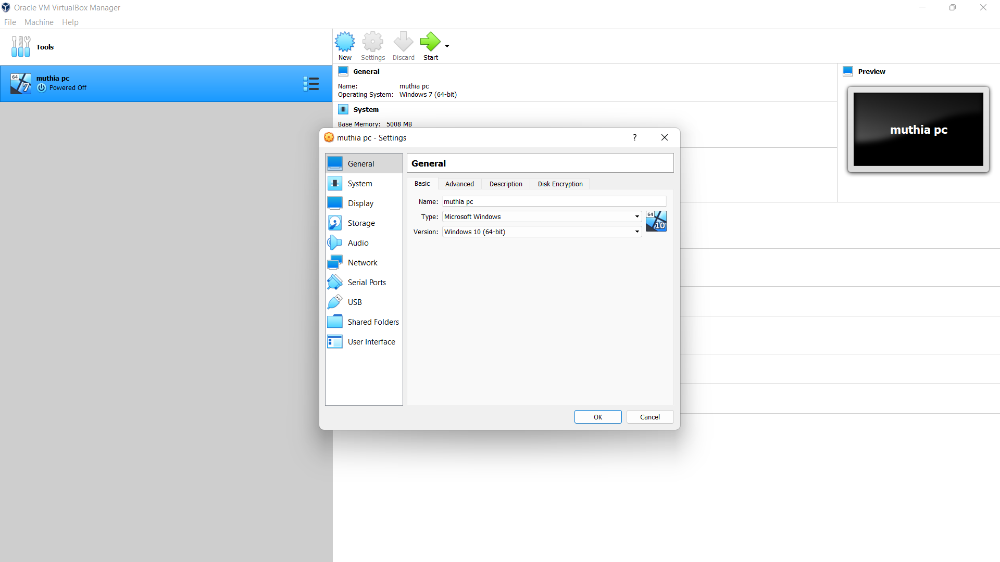 Oracle VM VirtualBox Manager
File Machine Help
Tools
64 7
muthia pc
Powered Off
New Settings Discard Start
General
Name: muthia pc
Operating System: Windows 7 (64-bit)
System
Base Memory: 5008 MB
Preview
muthia pc
muthia pc - Settings
?
General
System
Display
Storage
Audio
Network
Serial Ports
USB
Shared Folders
User Interface
General
Basic Advanced Description Disk Encryption
Name: muthia pc
Type: Microsoft Windows
Version: Windows 10 (64-bit)
64 10
OK Cancel